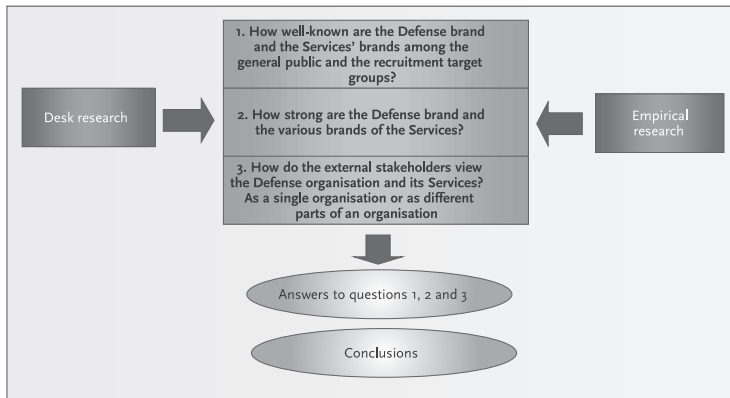 Desk research
1. How well-known are the Defense brand
and the Services' brands among the
general public and the recruitment target
groups?
2. How strong are the Defense brand and
the various brands of the Services?
3. How do the external stakeholders view
the Defense organisation and its Services?
As a single organisation or as different
parts of an organisation
Empirical
research
Answers to questions 1, 2 and 3
Conclusions